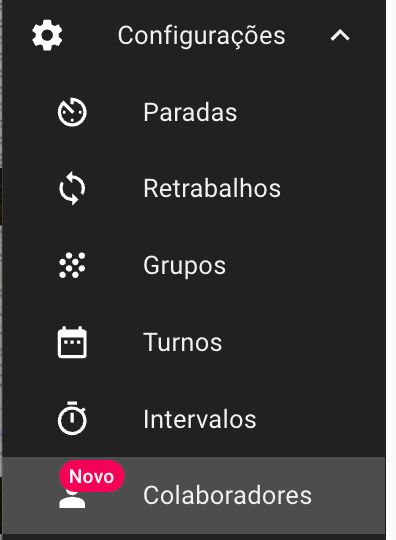 Configurações
Paradas
Retrabalhos
Grupos
Turnos
Intervalos
Novo
Colaboradores